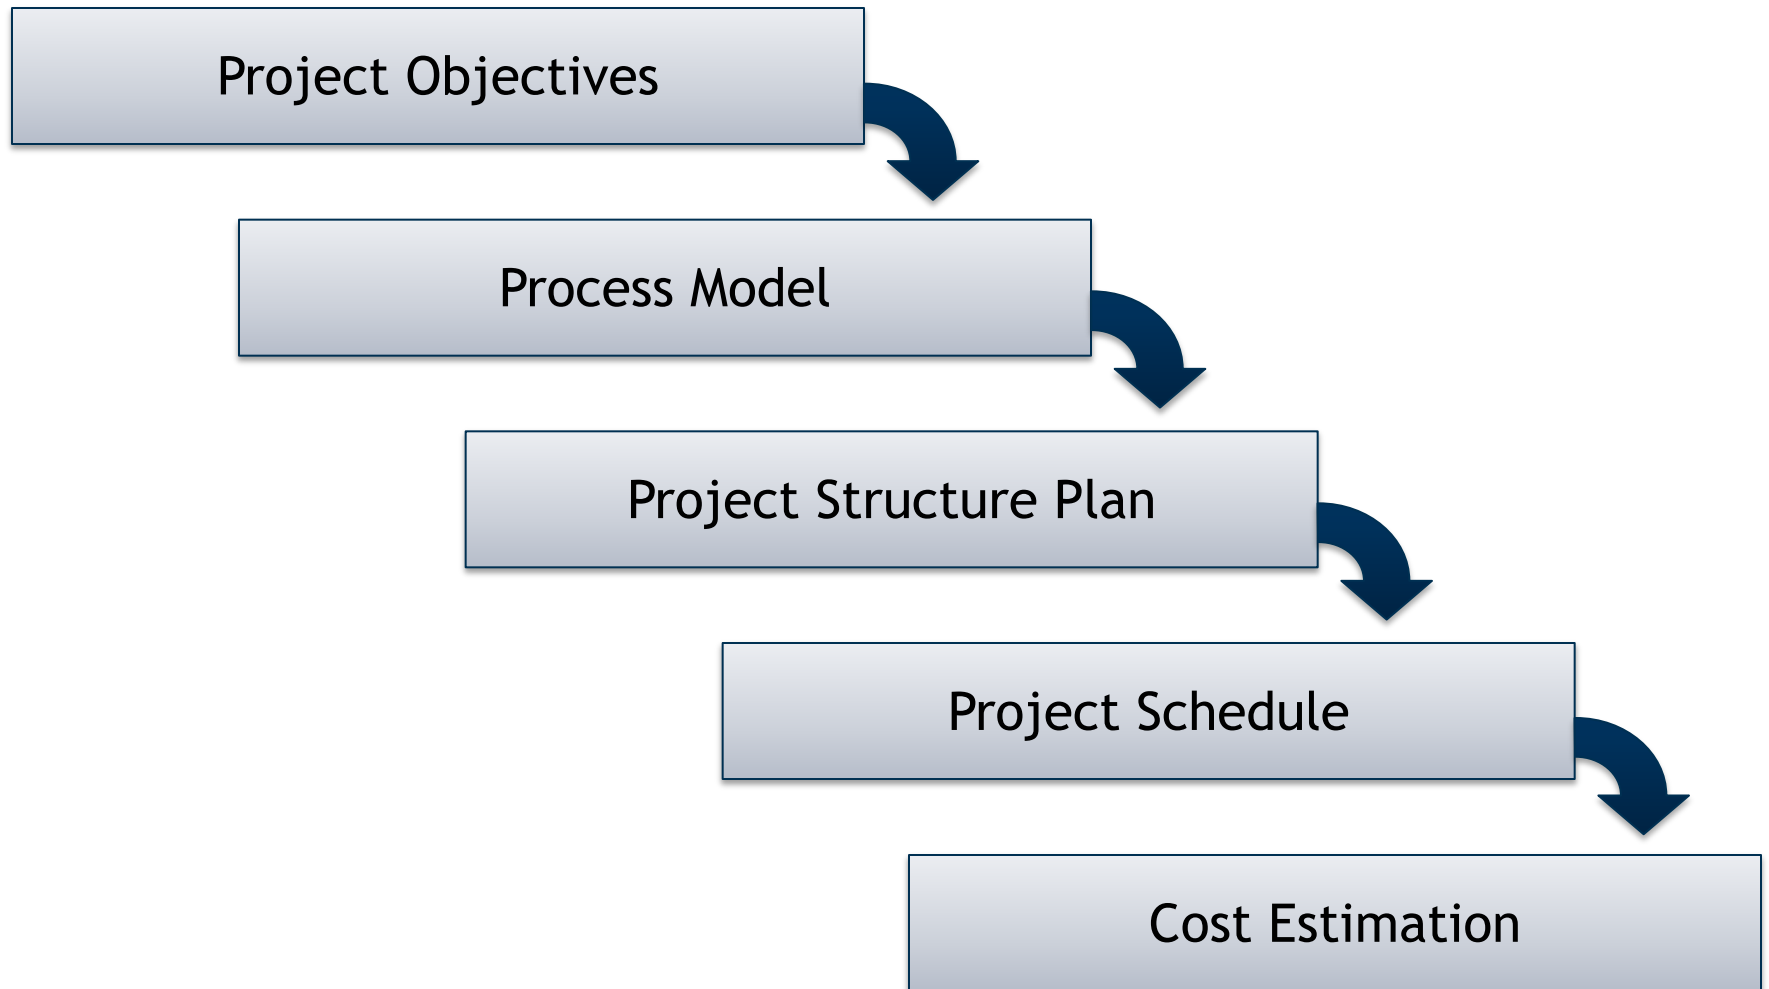 Project Objectives
Process Model
Project Structure Plan
Project Schedule
Cost Estimation